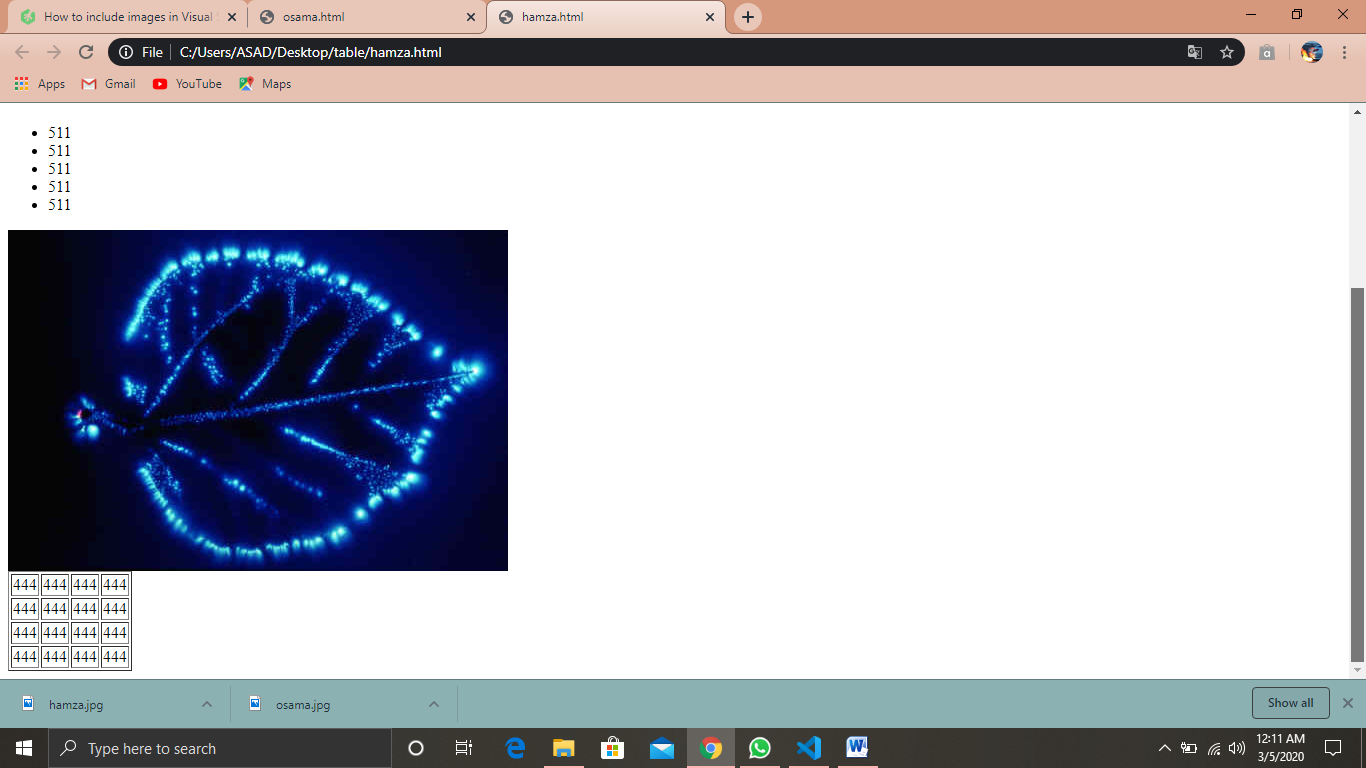 How to include images in Visual
osama.html
hamza.html
File
C:/Users/ASAD/Desktop/table/hamza.html
a
Apps
Gmail
YouTube
Maps
511
511
511
511
511
444 444 444 444
444 444 444 444
444 444 444 444
444 444 444 444
hamza.jpg
osama.jpg
Show all
Type here to search
12:11 AM
3/5/2020